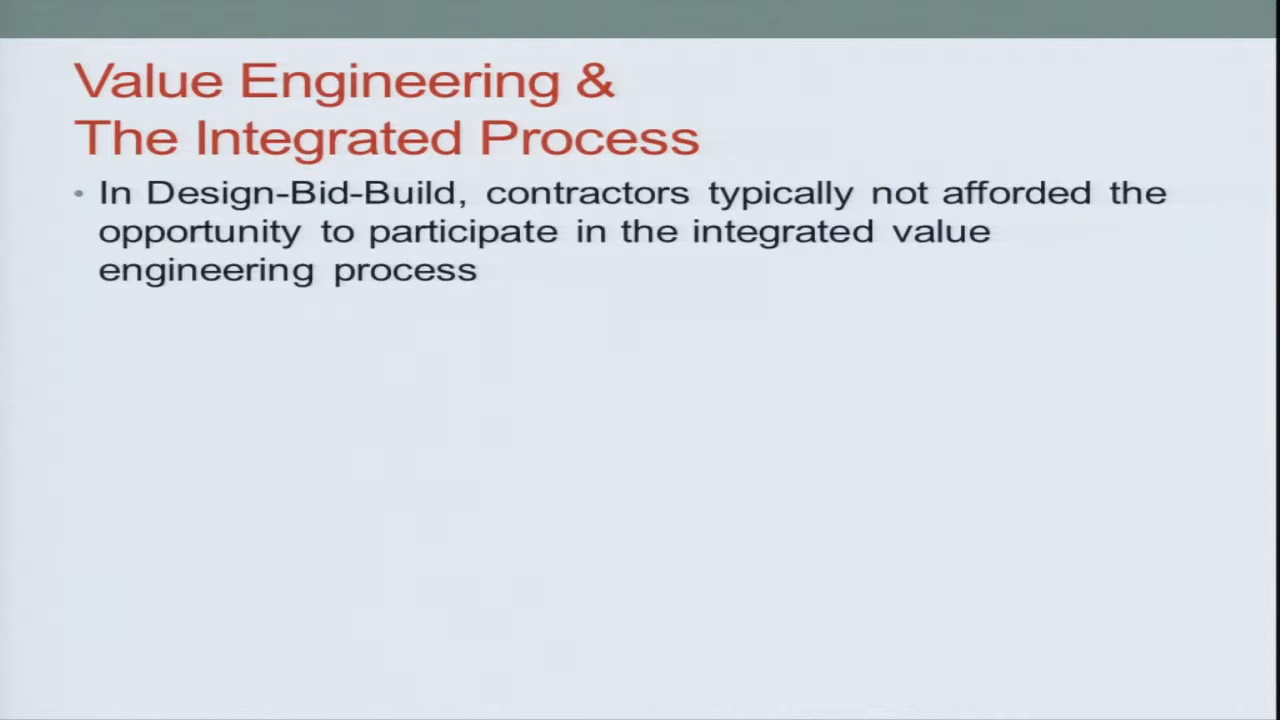 Value Engineering &
The Integrated Process
• In Design-Bid-Build, contractors typically not afforded the
opportunity to participate in the integrated value
engineering process